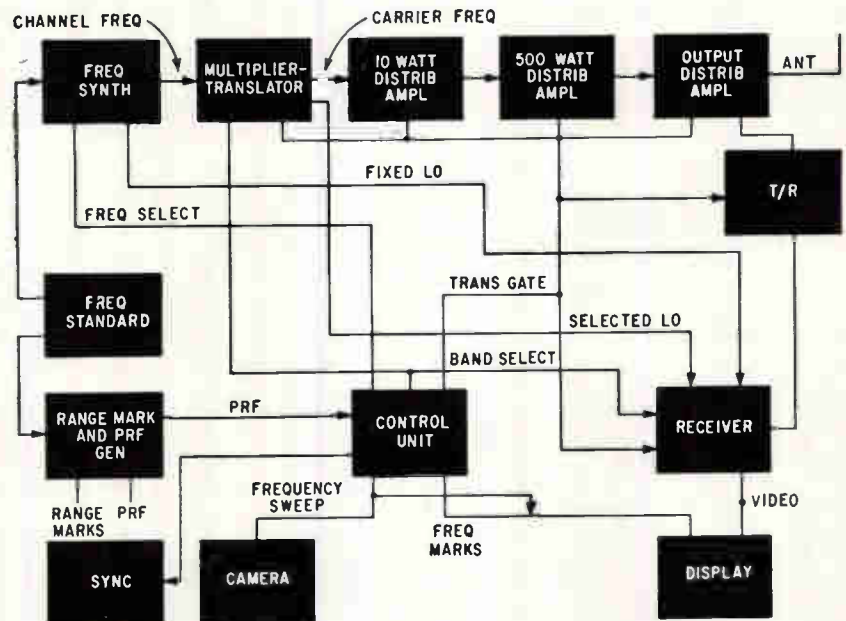 CHANNEL FREQ
CARRIER FREQ
FREQ
SYNTH
MULTIPLIER-
TRANSLATOR
10 WATT
DISTRIB
AMPL
500 WATT
DISTRIB
AMPL
OUTPUT
DISTRIB
AMPL
ANT
T/R
FIXED LO
FREQ SELECT
FREQ
STANDARD
TRANS GATE
SELECTED LO
BAND SELECT
RANGE MARK
AND PRF
GEN
PRF
CONTROL
UNIT
RECEIVER
RANGE
MARKS
PRF
FREQUENCY
SWEEP
FREQ
MARKS
VIDEO
SYNC
CAMERA
DISPLAY